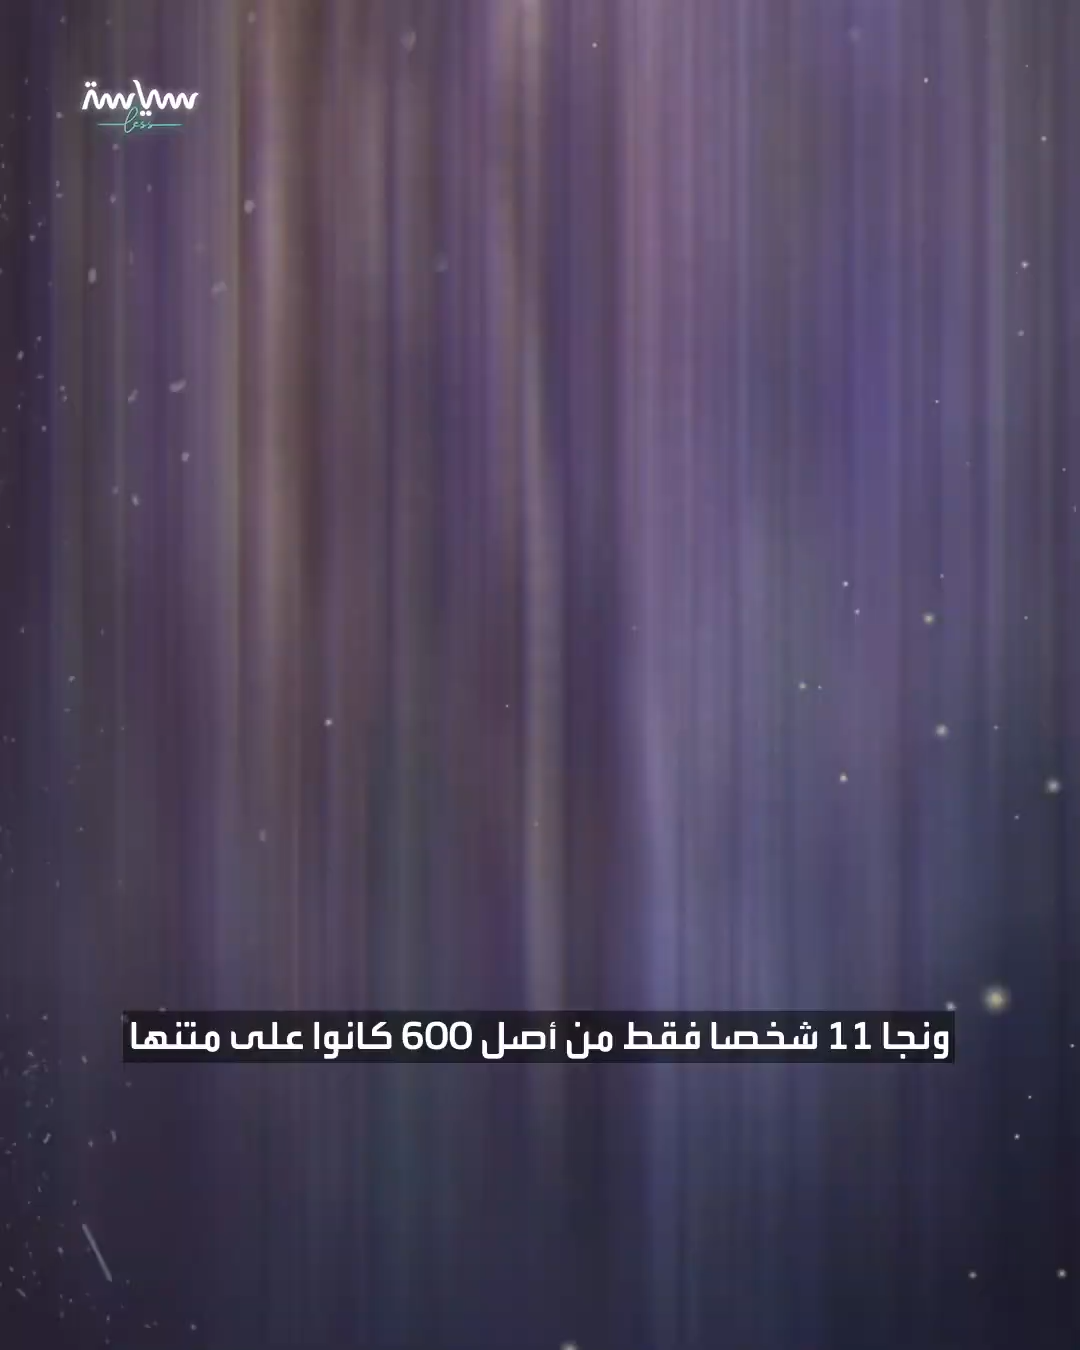 سياسة
less
ونجا 11 شخصا فقط من أصل 600 كانوا على متنها